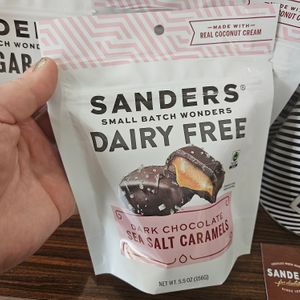 MADE WITH
REAL COCONUT CREAM
SANDERS®
SMALL BATCH WONDERS
DAIRY FREE
DARK CHOCOLATE
SEA SALT CARAMELS
NET WT. 5.5 OZ (156G)
SANDE